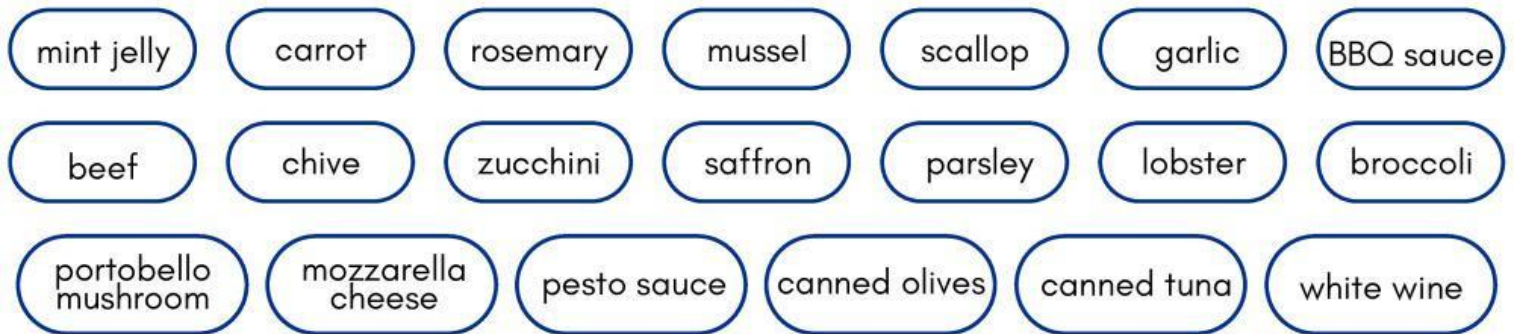 mint jelly
carrot
rosemary
mussel
scallop
garlic
BBQ sauce
beef
chive
zucchini
saffron
parsley
lobster
broccoli
portobello
mushroom
mozzarella
cheese
pesto sauce
canned olives
canned tuna
white wine